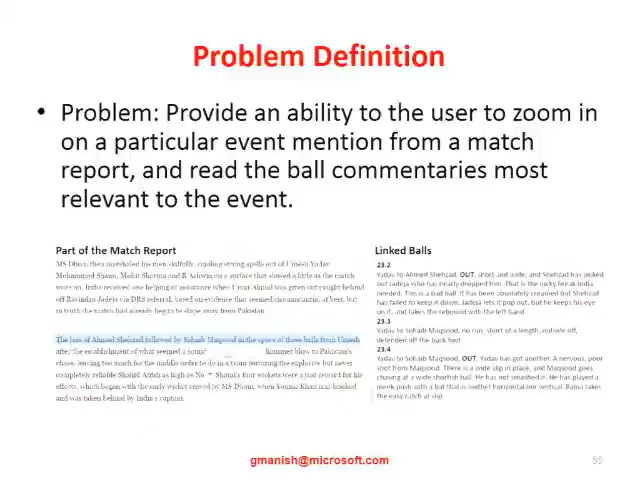 Problem Definition
• Problem: Provide an ability to the user to zoom in
on a particular event mention from a match
report, and read the ball commentaries most
relevant to the event.
Part of the Match Report
MS Dhoni then marshaled his men skilfully, cajoling strong spells out of Umesh Yadav
Mohammed Shami, Mohit Sharma and R Ashwin on a surface that slowed a little as the match
wore on. India received one helping of assistance when Umar Akmal was given out caught behind
off Ravindra Jadeja via DRS referral, based on evidence that seemed circumstantial at best, but
in truth the match had already begun to slope away from Pakistan
The loss of Ahmed Shehzad followed by Sohaib Maqsood in the space of three balls from Umesh
after the establishment of what seemed a sound hammer blow to Pakistan's
chase, leaving too much for the middle order to do in a team featuring the explosive but never
completely reliable Shahid Afridi as high as No Shami's four wickets were a just reward for his
efforts, which began with the early wicket craved by MS Dhoni, when Younis Khan mis-hooked
and was taken behind by India's captain
Linked Balls
23.2
Yadav to Ahmed Shehzad, OUT, short and wide, and Shehzad has picked
out Jadeja who has nearly dropped him. That is the lucky break India
needed. This is a bad ball. It has been absolutely creamed but Shehzad
has failed to keep it down. Jadeja lets it pop out, but he keeps his eye
on it, and takes the rebound with the left hand
23.3
Yadav to Sohaib Maqsood, no run, short of a length, outside off,
defended off the back foot
23.4
Yadav to Sohaib Maqsood, OUT, Yadav has got another. A nervous, poor
shot from Maqsood. There is a wide slip in place, and Maqsood goes
chasing at a wide shortish ball. He has not smashed it. He has played a
weak push with a bat that is neither horizontal nor vertical. Raina takes
the easy catch at slip
gmanish@microsoft.com
55